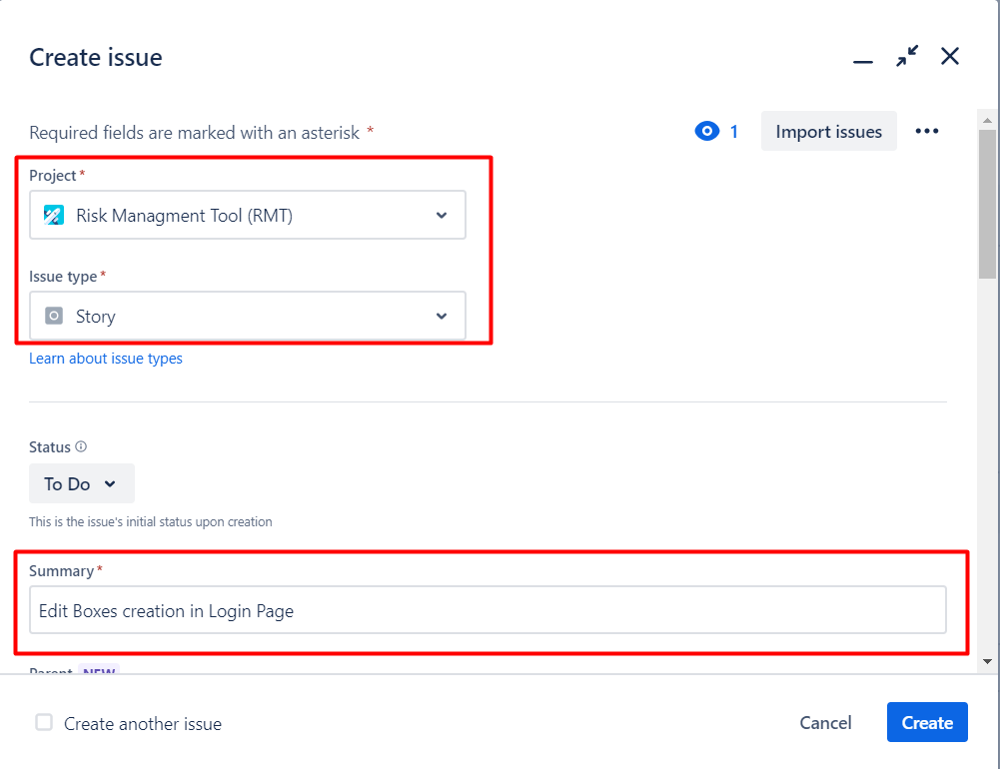 Create issue
Required fields are marked with an asterisk *
1
Import issues
Project *
Risk Managment Tool (RMT)
Issue type *
Story
Learn about issue types
Status
To Do
This is the issue's initial status upon creation
Summary *
Edit Boxes creation in Login Page
Parent NEW
Create another issue
Cancel
Create